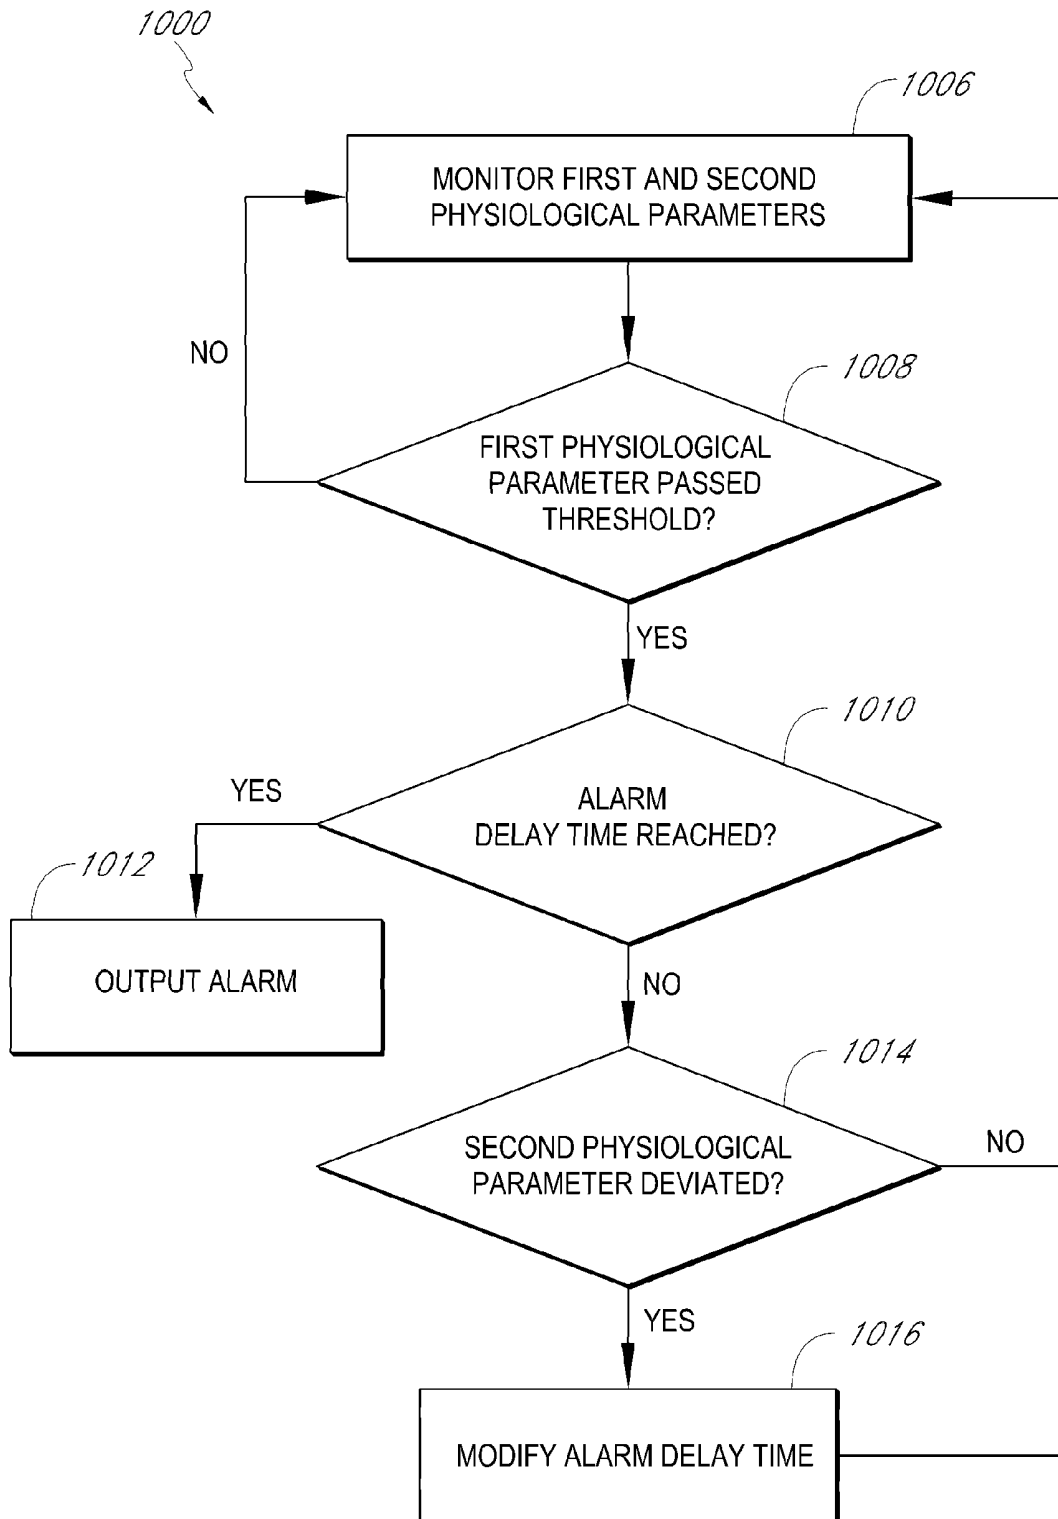 1000
1006
MONITOR FIRST AND SECOND
PHYSIOLOGICAL PARAMETERS
NO
1008
FIRST PHYSIOLOGICAL
PARAMETER PASSED
THRESHOLD?
YES
1010
YES
ALARM
DELAY TIME REACHED?
1012
OUTPUT ALARM
NO
1014
SECOND PHYSIOLOGICAL
PARAMETER DEVIATED?
NO
YES
1016
MODIFY ALARM DELAY TIME